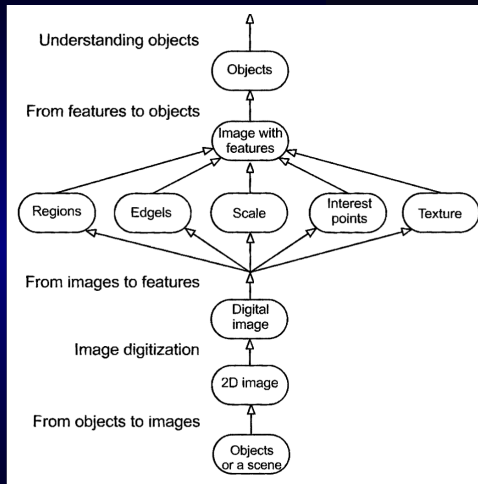 Understanding objects
Objects
From features to objects
Image with
features
Regions
Edgels
Scale
Interest
points
Texture
From images to features
Digital
image
Image digitization
2D image
From objects to images
Objects
or a scene